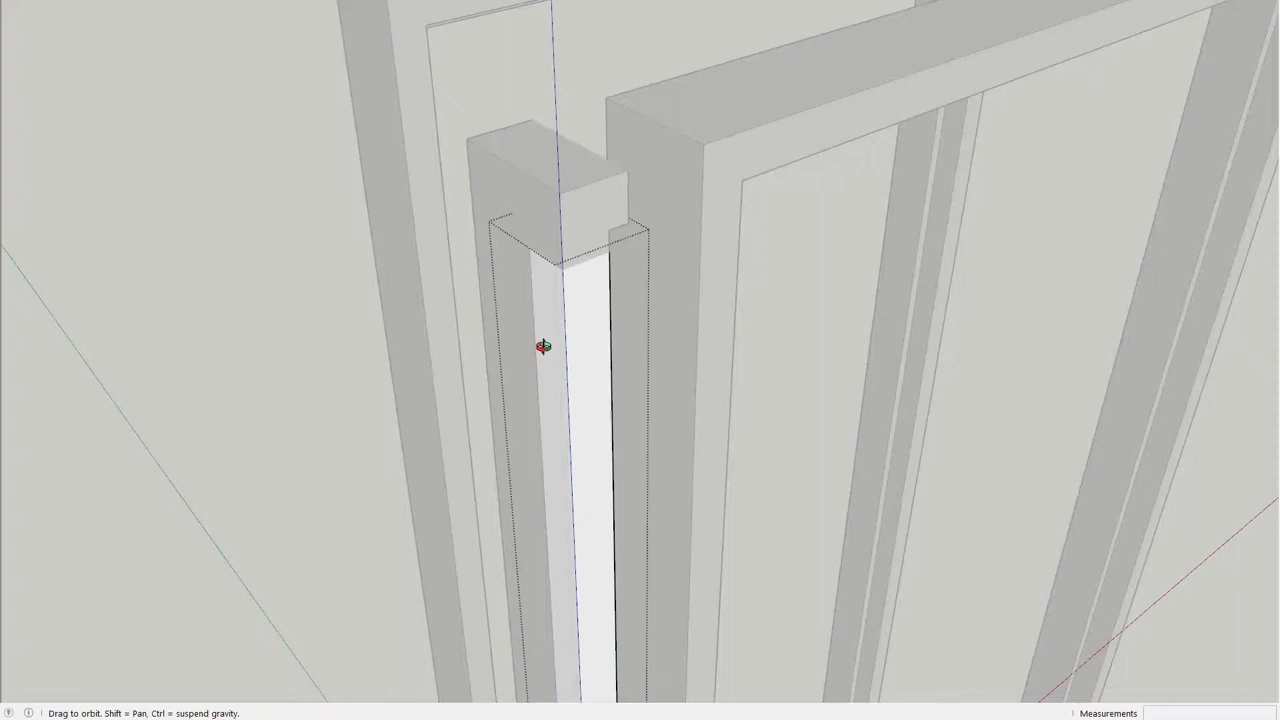 Drag to orbit. Shift = Pan, Ctrl = suspend gravity.
Measurements